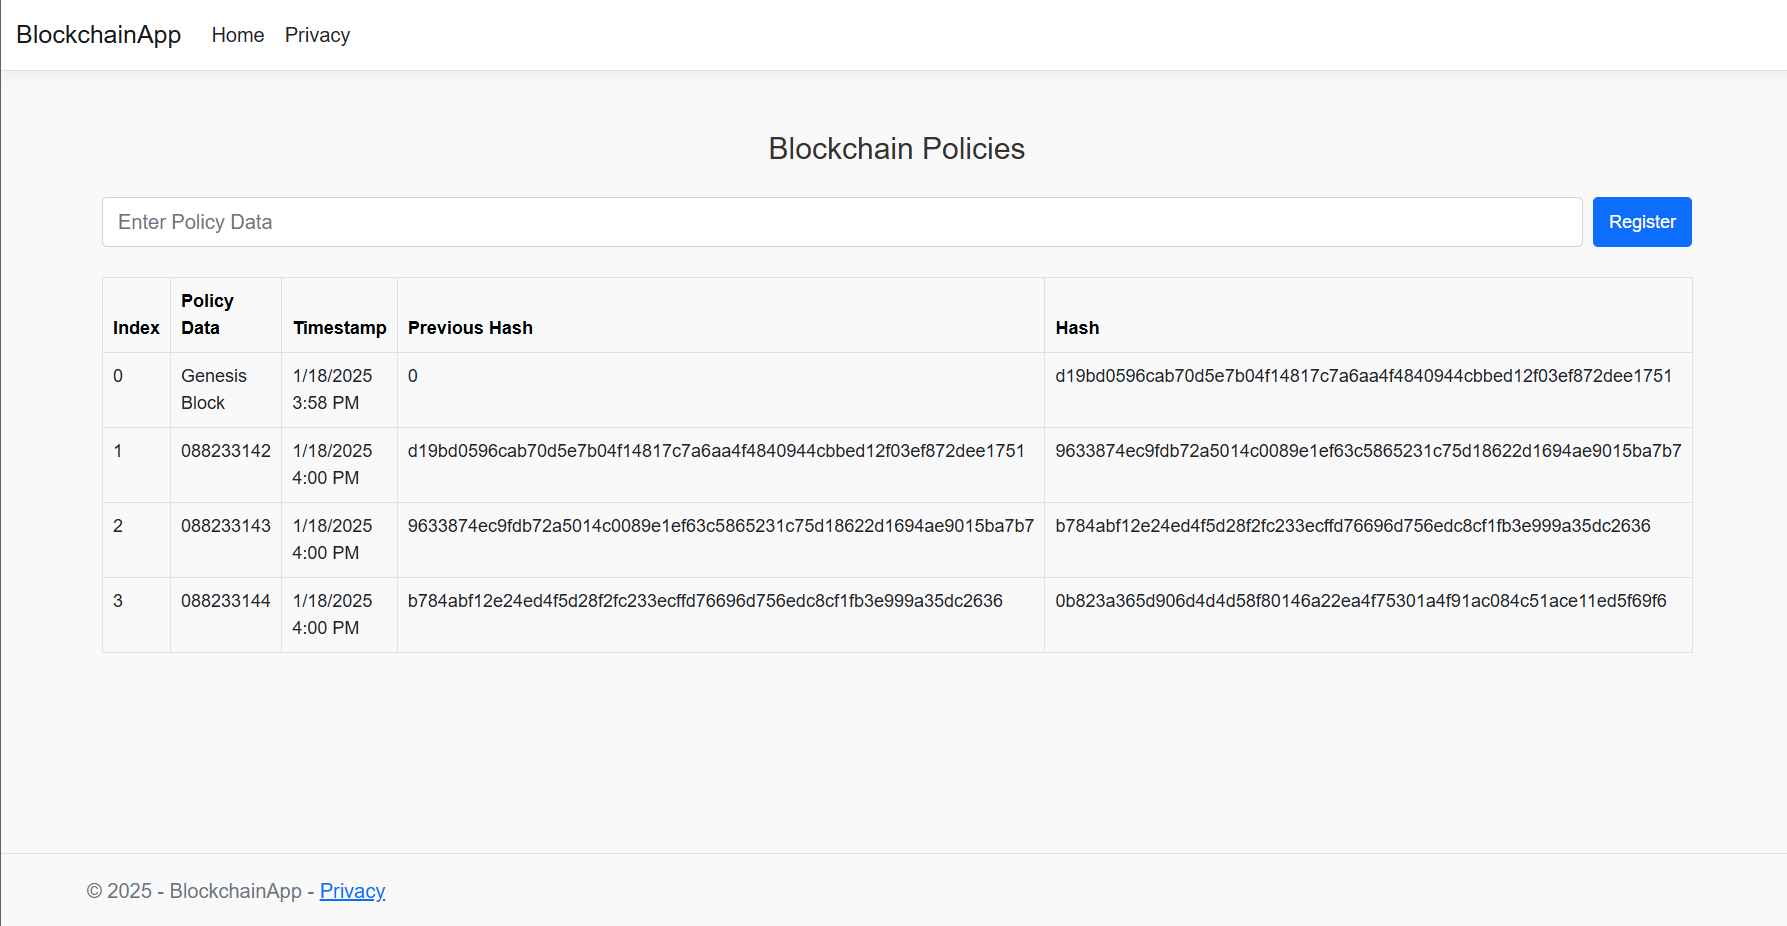 BlockchainApp Home Privacy
Blockchain Policies
Enter Policy Data Register
Index Policy Data Timestamp Previous Hash Hash
0 Genesis Block 1/18/2025 3:58 PM 0 d19bd0596cab70d5e7b04f14817c7a6aa4f4840944cbbed12f03ef872dee1751
1 088233142 1/18/2025 4:00 PM d19bd0596cab70d5e7b04f14817c7a6aa4f4840944cbbed12f03ef872dee1751 9633874ec9fdb72a5014c0089e1ef63c5865231c75d18622d1694ae9015ba7b7
2 088233143 1/18/2025 4:00 PM 9633874ec9fdb72a5014c0089e1ef63c5865231c75d18622d1694ae9015ba7b7 b784abf12e24ed4f5d28f2fc233ecffd76696d756edc8cf1fb3e999a35dc2636
3 088233144 1/18/2025 4:00 PM b784abf12e24ed4f5d28f2fc233ecffd76696d756edc8cf1fb3e999a35dc2636 0b823a365d906d4d4d58f80146a22ea4f75301a4f91ac084c51ace11ed5f69f6
© 2025 - BlockchainApp - Privacy